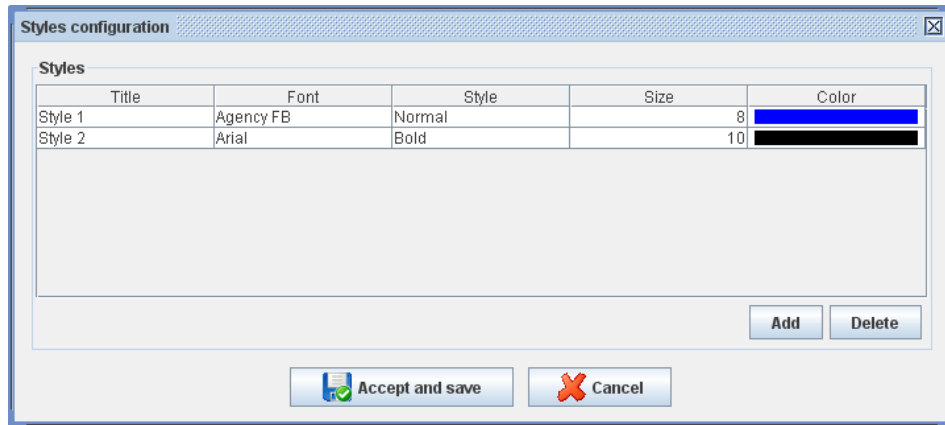 Styles configuration
Styles
Title Font Style Size Color
Style 1 Agency FB Normal 8
Style 2 Arial Bold 10
Add Delete
Accept and save Cancel